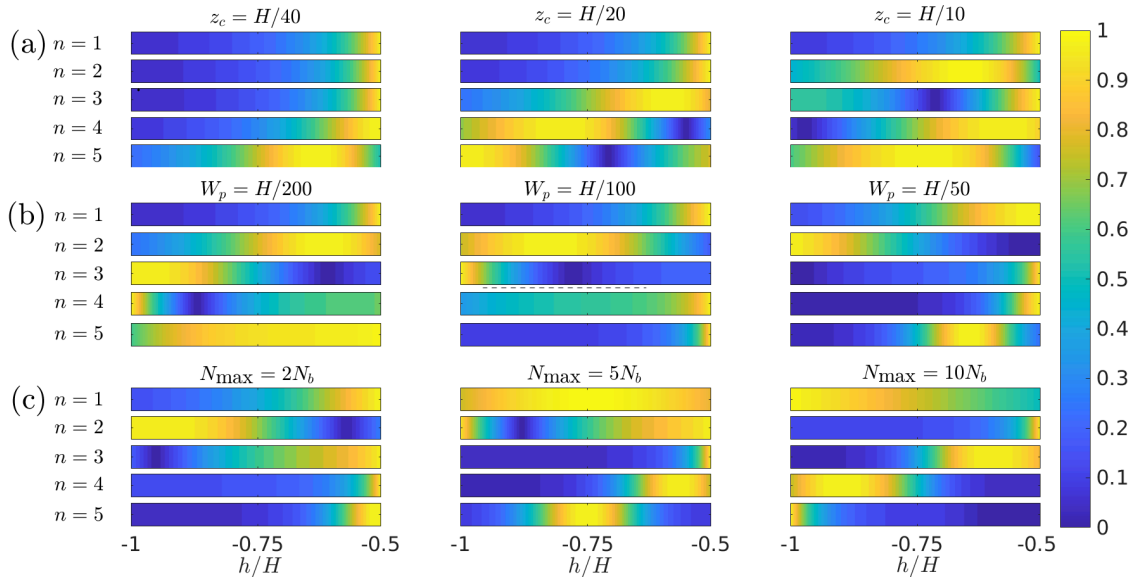 z_c = H/40 z_c = H/20 z_c = H/10
(a) n = 1
n = 2
n = 3
n = 4
n = 5
W_p = H/200 W_p = H/100 W_p = H/50
(b) n = 1
n = 2
n = 3
n = 4
n = 5
N_max = 2N_b N_max = 5N_b N_max = 10N_b
(c) n = 1
n = 2
n = 3
n = 4
n = 5
-1 -0.75 -0.5 -1 -0.75 -0.5 -1 -0.75 -0.5
h/H h/H h/H
1
0.9
0.8
0.7
0.6
0.5
0.4
0.3
0.2
0.1
0